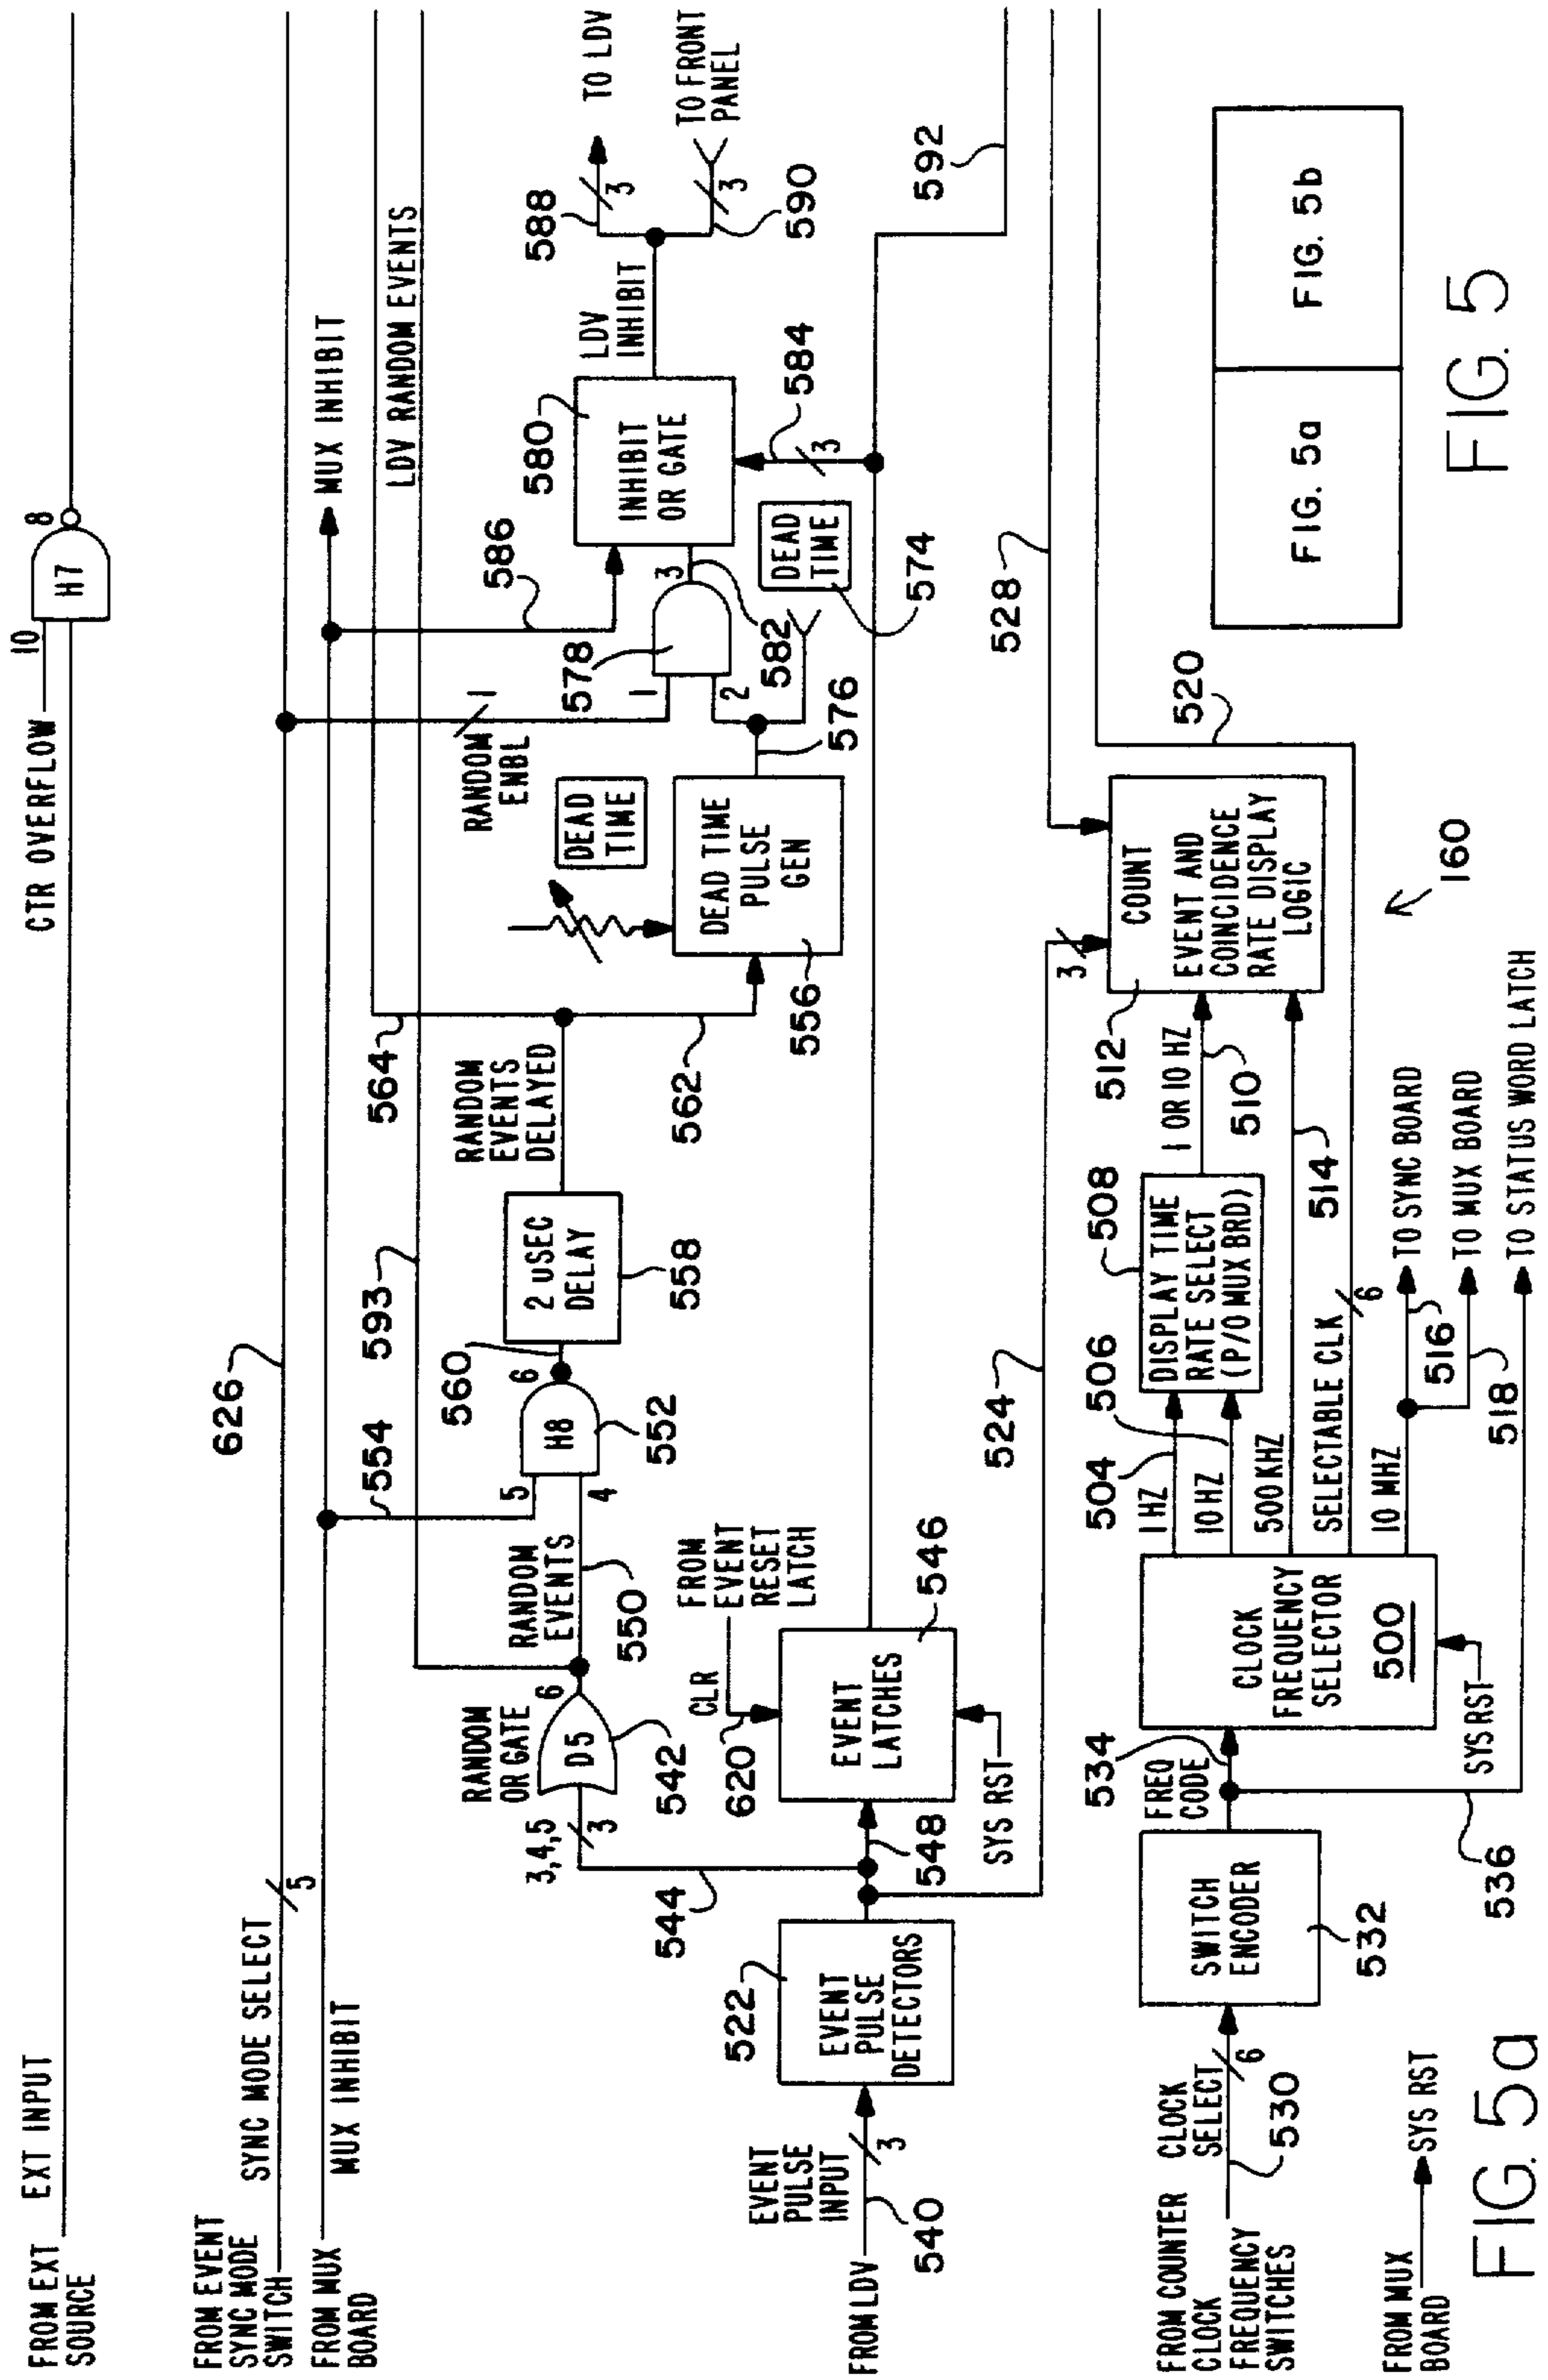 FROM EXT
SOURCE
EXT INPUT
CTR OVERFLOW
10
H7
8
FROM EVENT
SYNC MODE
SWITCH
SYNC MODE SELECT
5
626
FROM MUX
BOARD
MUX INHIBIT
MUX INHIBIT
554
593
564
LDV RANDOM EVENTS
RANDOM
OR GATE
3,4,5
3
D5
6
542
544
RANDOM
EVENTS
550
5
4
H8
6
552
560
2 uSEC
DELAY
558
RANDOM
EVENTS
DELAYED
562
DEAD
TIME
DEAD TIME
PULSE
GEN
556
576
RANDOM
ENBL
1
1
2
578
3
582
DEAD
TIME
574
586
580
INHIBIT
OR GATE
584
3
LDV
INHIBIT
588
3
TO LDV
590
3
TO FRONT
PANEL
592
FROM LDV
EVENT
PULSE
INPUT
3
540
522
EVENT
PULSE
DETECTORS
548
620
CLR
FROM
EVENT
RESET
LATCH
EVENT
LATCHES
546
SYS RST
524
528
3
COUNT
EVENT AND
COINCIDENCE
RATE DISPLAY
LOGIC
512
520
160
FROM COUNTER
CLOCK
FREQUENCY
SWITCHES
CLOCK
SELECT
6
530
SWITCH
ENCODER
532
FREQ
CODE
534
536
CLOCK
FREQUENCY
SELECTOR
500
SYS RST
1 HZ
504
10 HZ
506
500 KHZ
SELECTABLE CLK
6
10 MHZ
508
DISPLAY TIME
RATE SELECT
(P/O MUX BRD)
1 OR 10 HZ
510
514
516
TO SYNC BOARD
518
TO MUX BOARD
TO STATUS WORD LATCH
FROM MUX
BOARD
SYS RST
FIG. 5a
FIG. 5a
FIG. 5b
FIG. 5